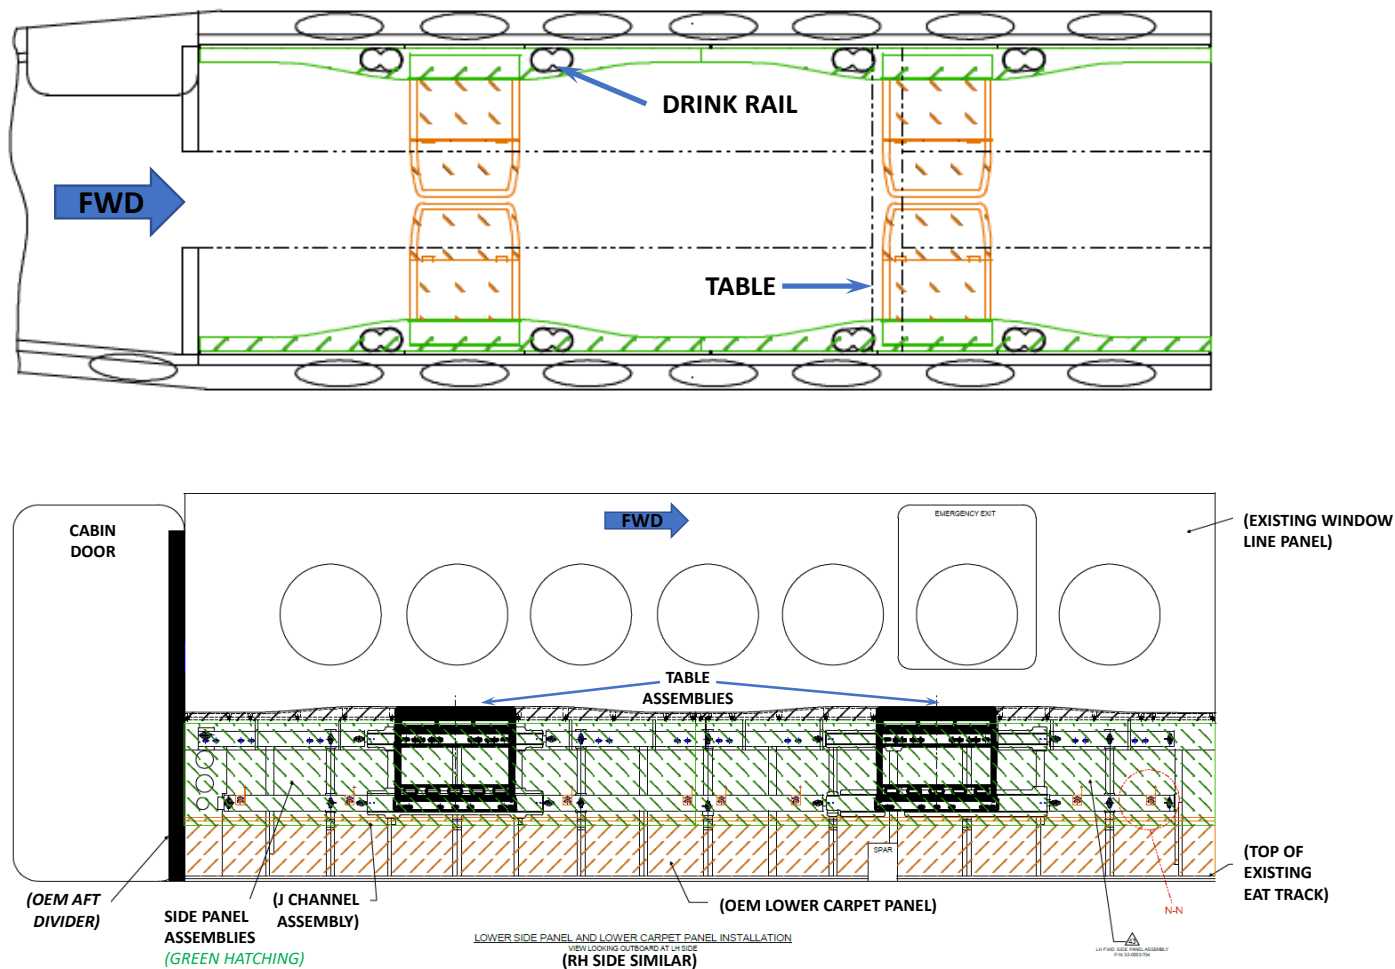 DRINK RAIL
FWD
TABLE
CABIN
DOOR
FWD
EMERGENCY EXIT
(EXISTING WINDOW
LINE PANEL)
TABLE
ASSEMBLIES
SPAR
(OEM AFT
DIVIDER)
SIDE PANEL
ASSEMBLIES
(GREEN HATCHING)
(J CHANNEL
ASSEMBLY)
(OEM LOWER CARPET PANEL)
(TOP OF
EXISTING
EAT TRACK)
N-N
LOWER SIDE PANEL AND LOWER CARPET PANEL INSTALLATION
VIEW LOOKING OUTBOARD AT LH SIDE
(RH SIDE SIMILAR)
LH FWD SIDE PANEL ASSEMBLY